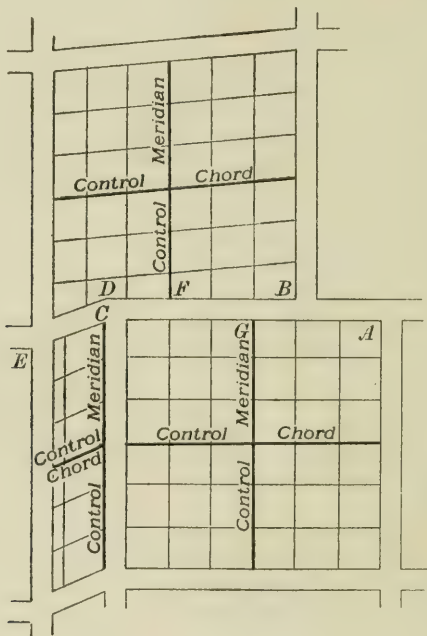 Meridian
Control Chord
Control
D F B
C G A
E
Meridian
Meridian
Control
Chord
Control Chord
Control
Control